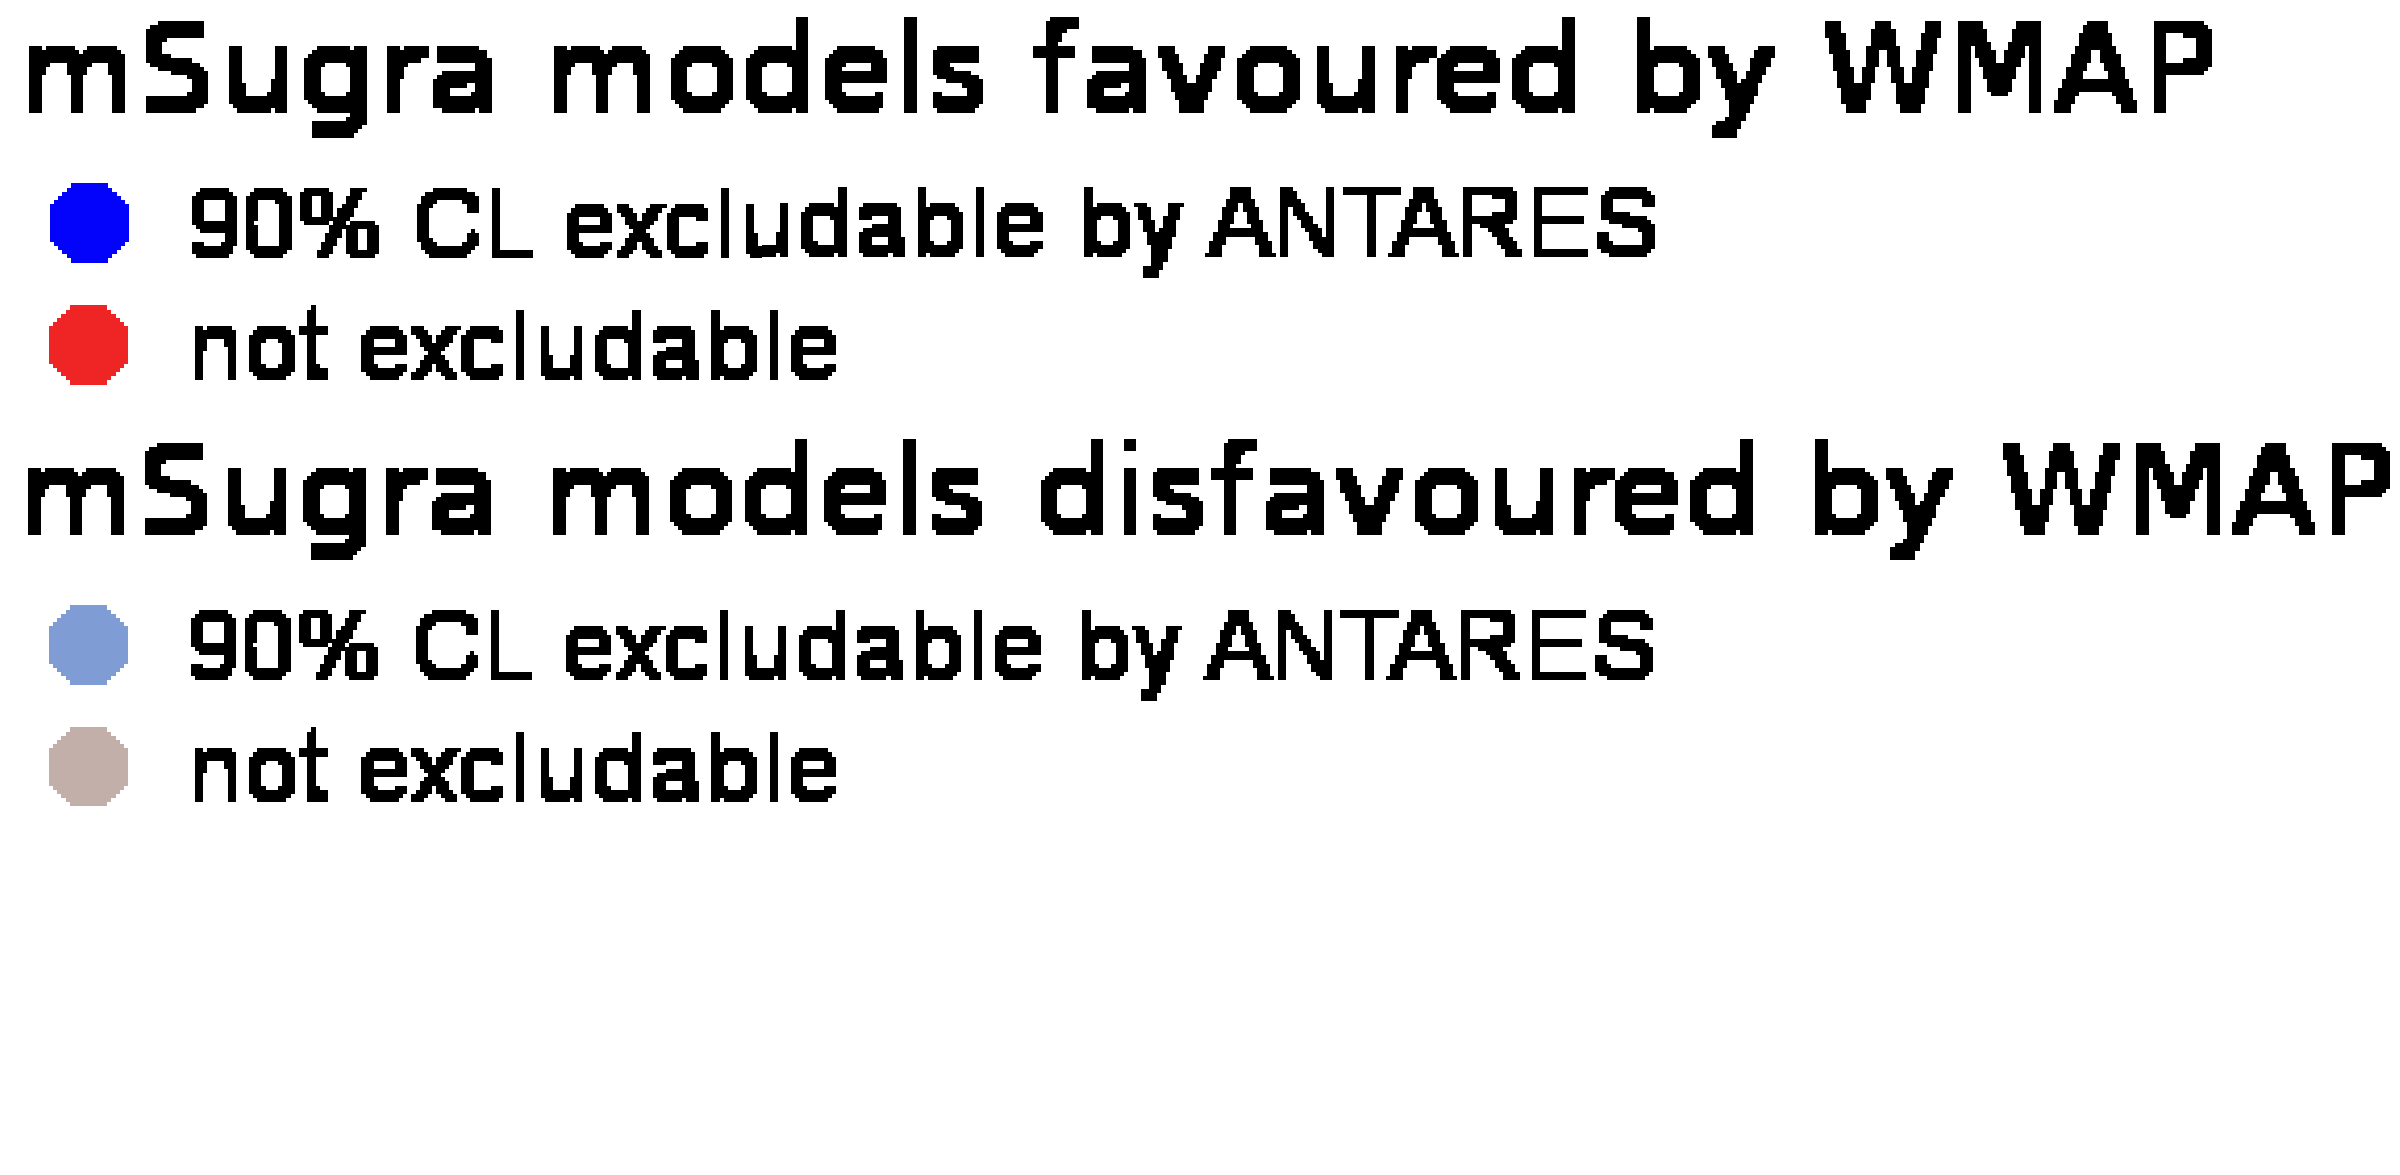 mSugra models favoured by WMAP
90% CL excludable by ANTARES
not excludable
mSugra models disfavoured by WMAP
90% CL excludable by ANTARES
not excludable